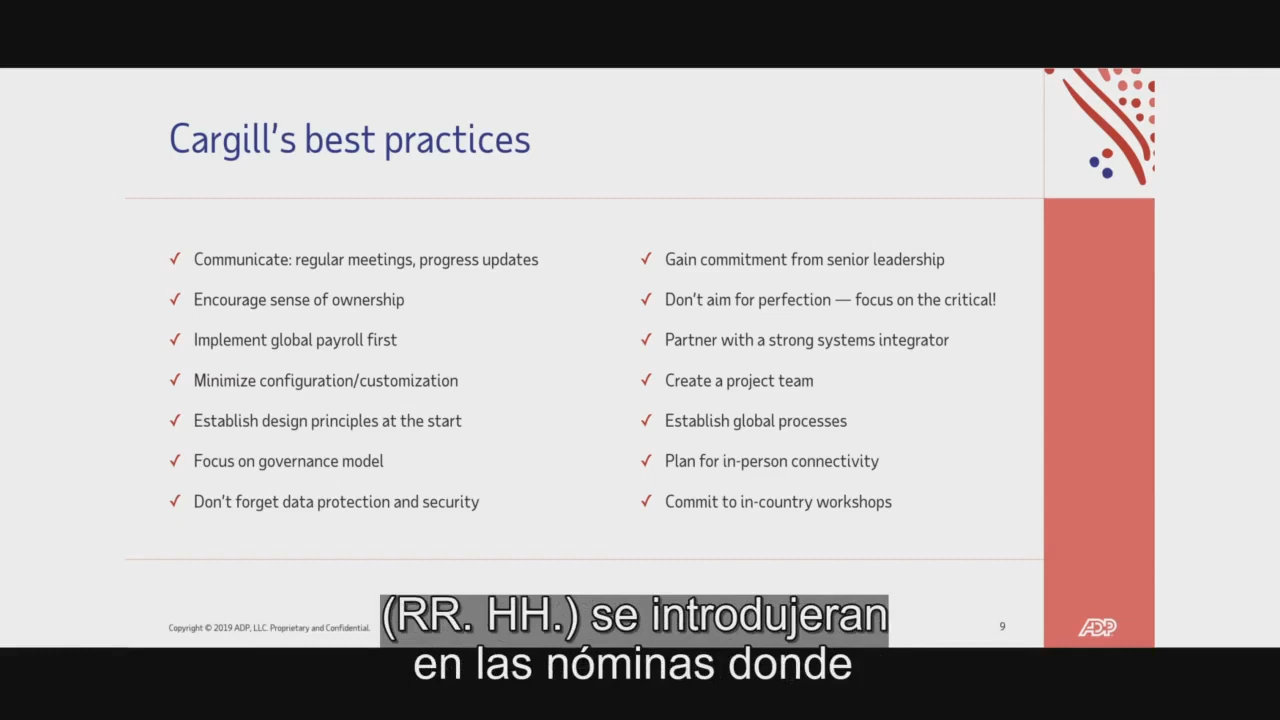 Cargill's best practices
✓ Communicate: regular meetings, progress updates
✓ Encourage sense of ownership
✓ Implement global payroll first
✓ Minimize configuration/customization
✓ Establish design principles at the start
✓ Focus on governance model
✓ Don't forget data protection and security
✓ Gain commitment from senior leadership
✓ Don't aim for perfection — focus on the critical!
✓ Partner with a strong systems integrator
✓ Create a project team
✓ Establish global processes
✓ Plan for in-person connectivity
✓ Commit to in-country workshops
Copyright © 2019 ADP, LLC. Proprietary and Confidential.
9
ADP
(RR. HH.) se introdujeran
en las nóminas donde